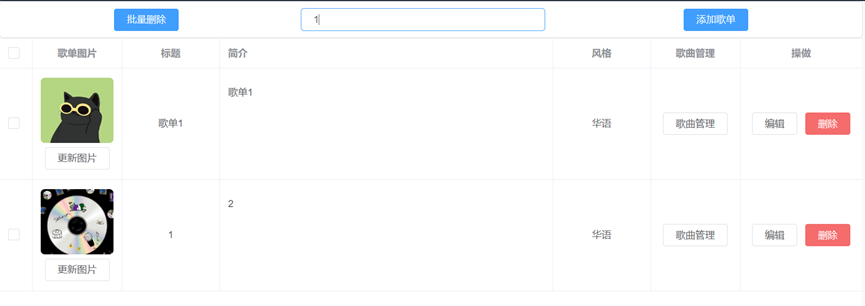 批量删除
1
添加歌单
歌单图片 标题 简介 风格 歌曲管理 操做
更新图片
歌单1
歌单1
华语
歌曲管理
编辑
删除
更新图片
1
2
华语
歌曲管理
编辑
删除